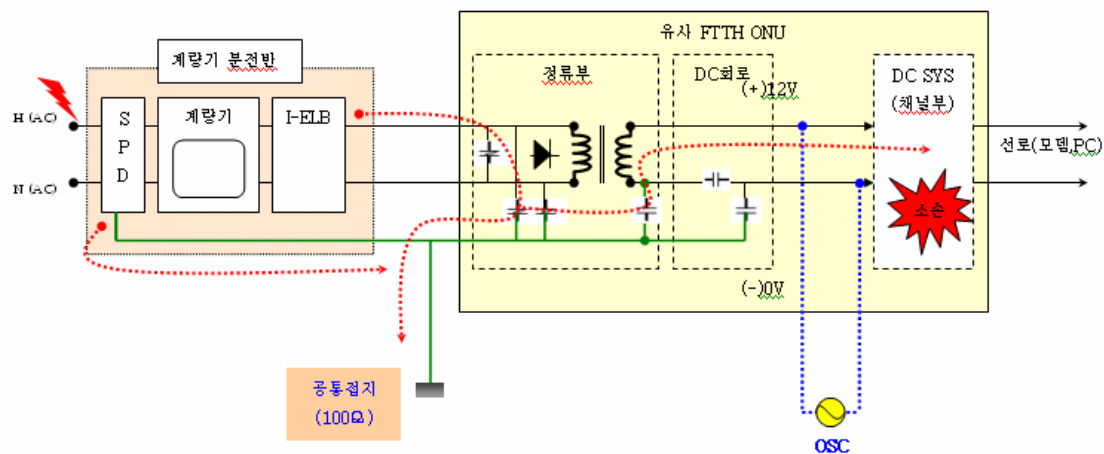 유사 FTTH ONU
계량기 분전반
정류부
DC회로
DC SYS
(채널부)
(+)12V
H (AC)
S
P
D
계량기
I-ELB
선로(모뎀,PC)
N (AC)
소손
(-)0V
공통접지
(100Ω)
OSC